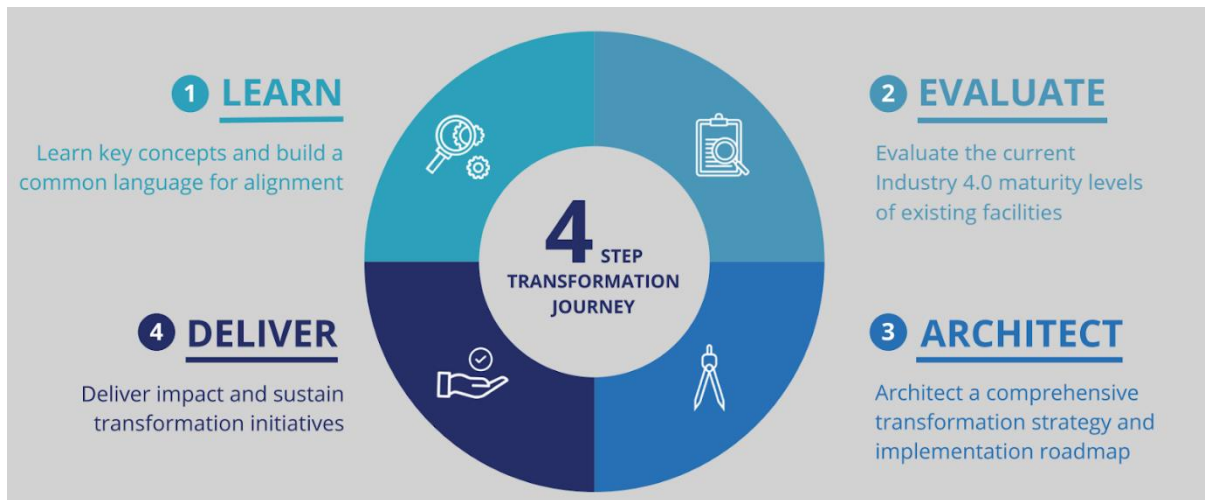 1 LEARN
Learn key concepts and build a
common language for alignment
2 EVALUATE
Evaluate the current
Industry 4.0 maturity levels
of existing facilities
4 STEP
TRANSFORMATION
JOURNEY
3 ARCHITECT
Architect a comprehensive
transformation strategy and
implementation roadmap
4 DELIVER
Deliver impact and sustain
transformation initiatives